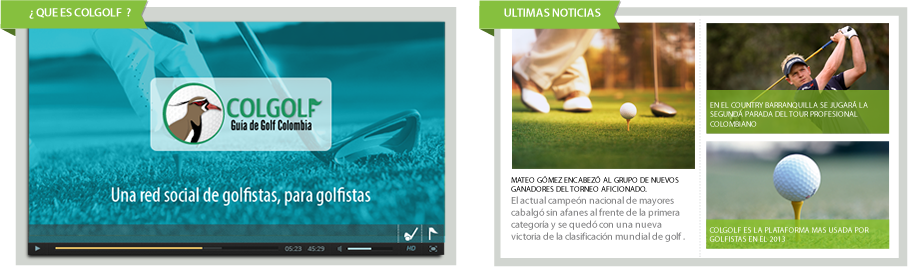 ¿ QUE ES COLGOLF ?
COLGOLF
Guía de Golf Colombia
Una red social de golfistas, para golfistas
05:23 45:29
HD
ULTIMAS NOTICIAS
MATEO GÓMEZ ENCABEZÓ AL GRUPO DE NUEVOS
GANADORES DEL TORNEO AFICIONADO.
El actual campeón nacional de mayores
cabalgó sin afanes al frente de la primera
categoría y se quedó con una nueva
victoria de la clasificación mundial de golf .
EN EL COUNTRY BARRANQUILLA SE JUGARÁ LA
SEGUNDA PARADA DEL TOUR PROFESIONAL
COLOMBIANO
COLGOLF ES LA PLATAFORMA MAS USADA POR
GOLFISTAS EN EL 2013